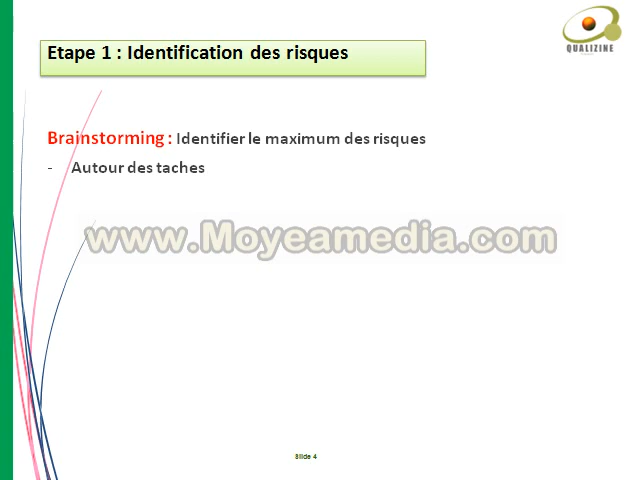 QUALIZINE
Etape 1 : Identification des risques
Brainstorming : Identifier le maximum des risques
- Autour des taches
www.Moyeamedia.com
Slide 4